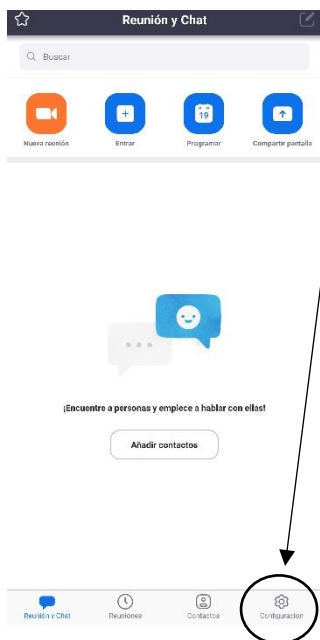 Reunión y Chat
Buscar
Nueva reunión
Entrar
19
Programar
Compartir pantalla
¡Encuentre a personas y empiece a hablar con ellas!
Añadir contactos
Reunión y Chat
Reuniones
Contactos
Configuracion